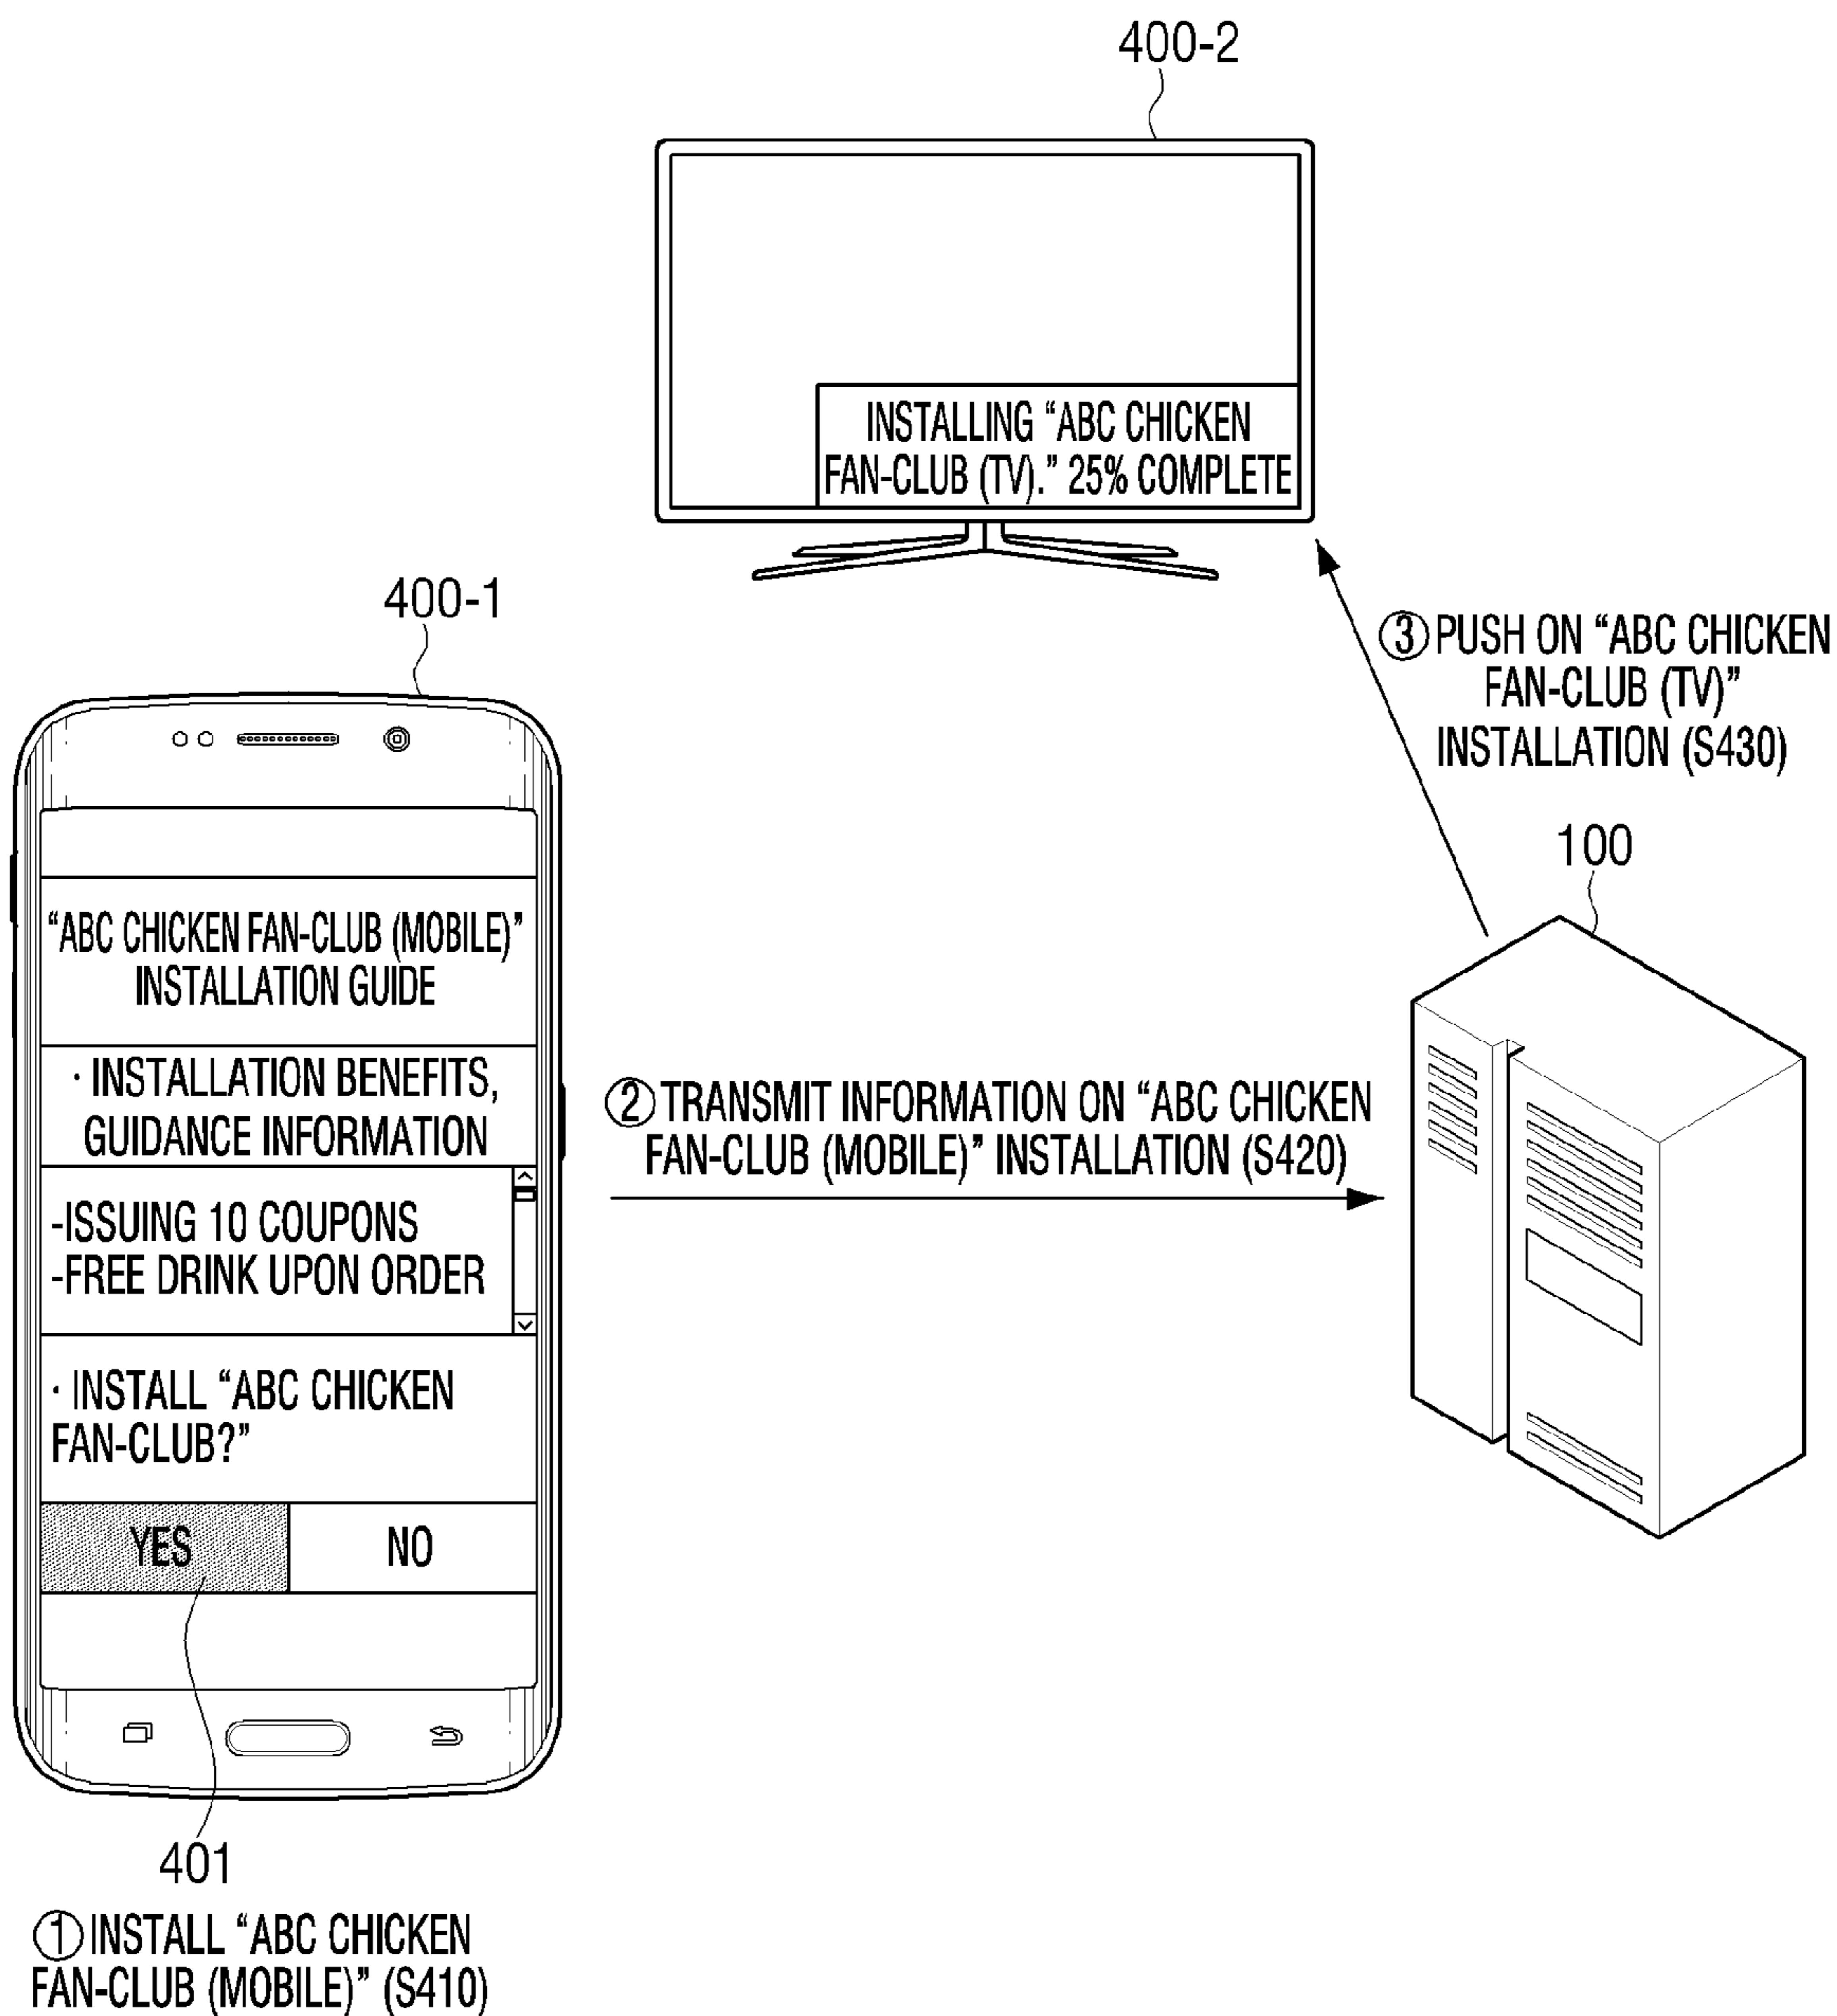 400-2
INSTALLING “ABC CHICKEN
FAN-CLUB (TV).” 25% COMPLETE
400-1
③ PUSH ON “ABC CHICKEN
FAN-CLUB (TV)”
INSTALLATION (S430)
100
“ABC CHICKEN FAN-CLUB (MOBILE)”
INSTALLATION GUIDE
· INSTALLATION BENEFITS,
GUIDANCE INFORMATION
-ISSUING 10 COUPONS
-FREE DRINK UPON ORDER
· INSTALL “ABC CHICKEN
FAN-CLUB?”
YES NO
② TRANSMIT INFORMATION ON “ABC CHICKEN
FAN-CLUB (MOBILE)” INSTALLATION (S420)
401
① INSTALL “ABC CHICKEN
FAN-CLUB (MOBILE)” (S410)